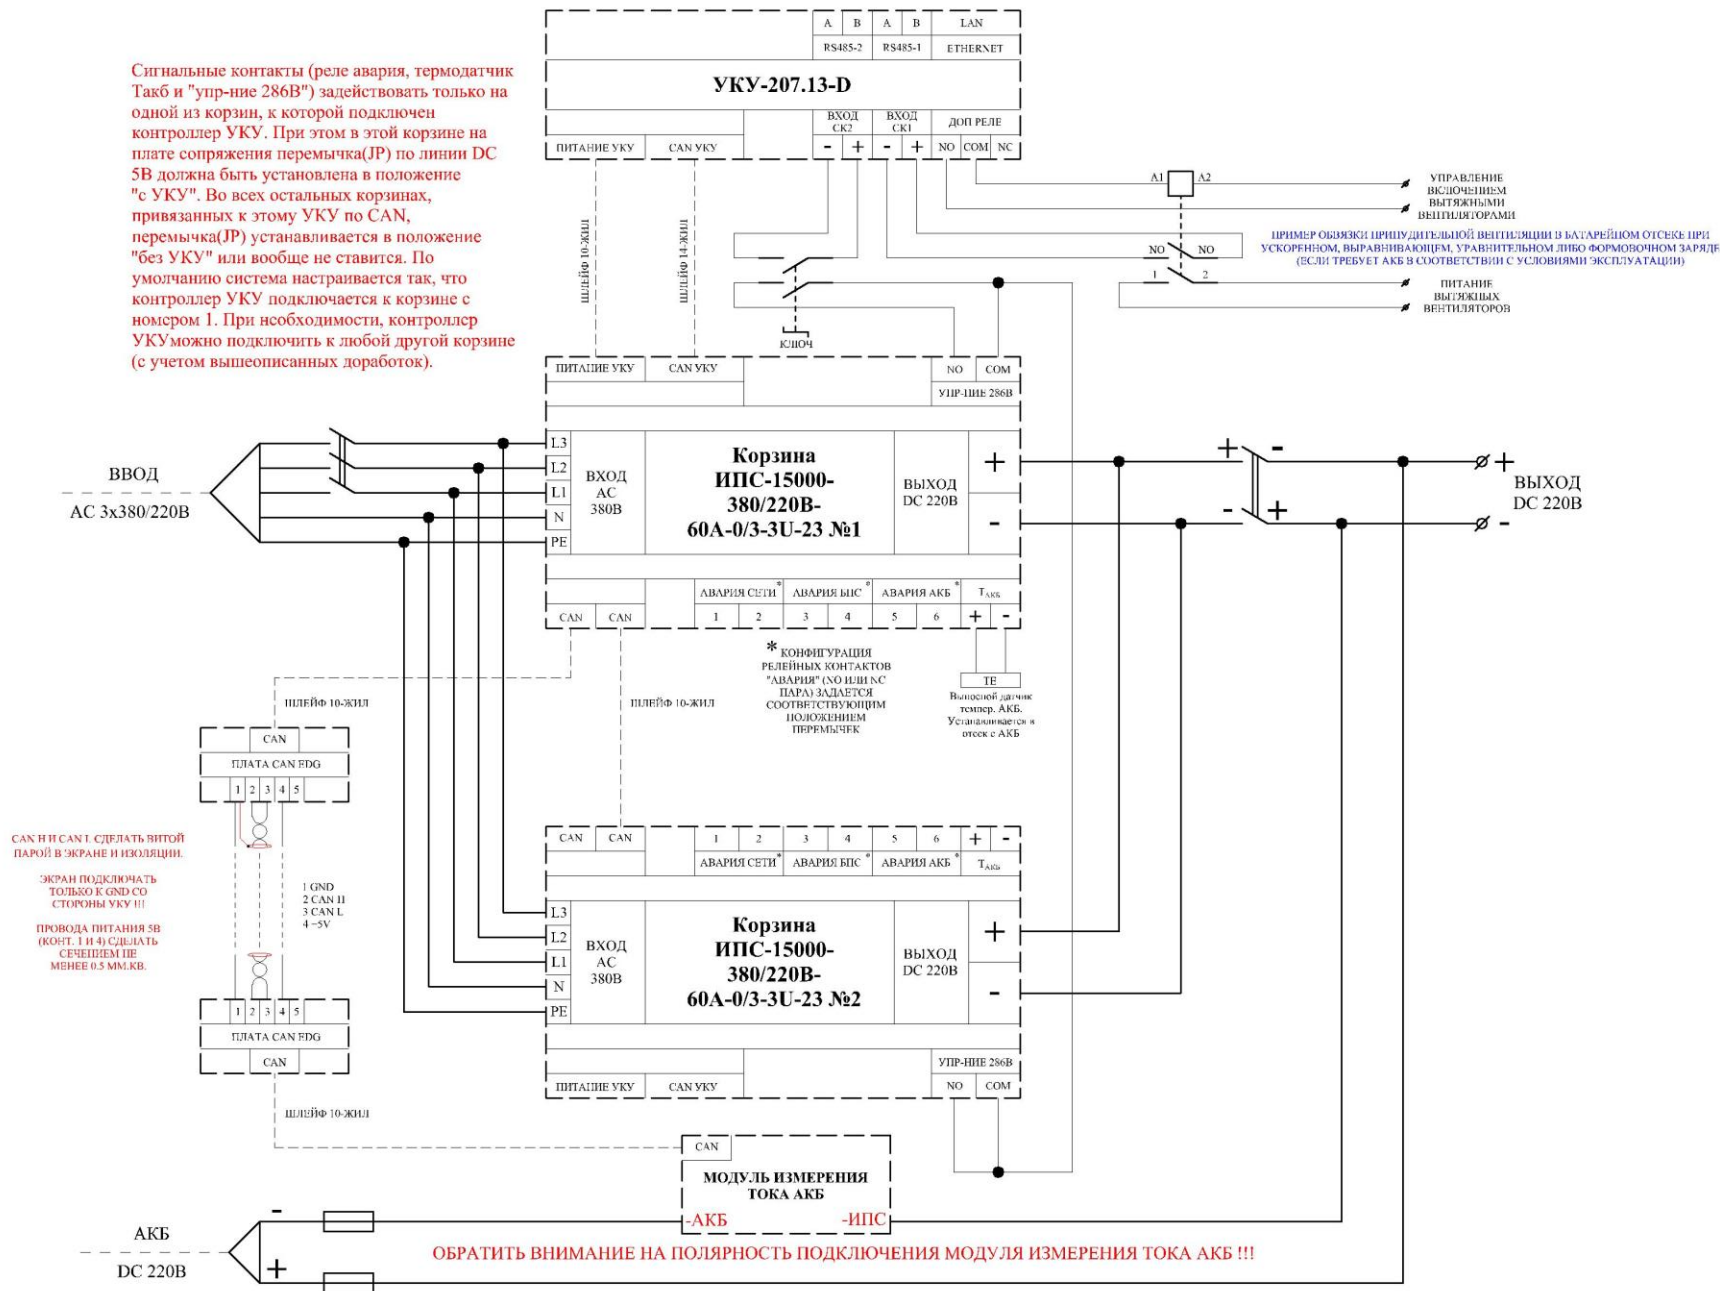 A B A B LAN
RS485-2 RS485-1 ETHERNET
УКУ-207.13-D
ВХОД СК2 ВХОД СК1 ДОП РЕЛЕ
ПИТАНИЕ УКУ CAN УКУ - + - + NO COM NC
Сигнальные контакты (реле авария, термодатчик
Такб и "упр-ние 286В") задействовать только на
одной из корзин, к которой подключен
контроллер УКУ. При этом в этой корзине на
плате сопряжения перемычка(JP) по линии DC
5В должна быть установлена в положение
"с УКУ". Во всех остальных корзинах,
привязанных к этому УКУ по CAN,
перемычка(JP) устанавливается в положение
"без УКУ" или вообще не ставится. По
умолчанию система настраивается так, что
контроллер УКУ подключается к корзине с
номером 1. При необходимости, контроллер
УКУможно подключить к любой другой корзине
(с учетом вышеописанных доработок).
ШЛЕЙФ 10-ЖИЛ
ШЛЕЙФ 14-ЖИЛ
КЛЮЧ
A1 A2
УПРАВЛЕНИЕ
ВКЛЮЧЕНИЕМ
ВЫТЯЖНЫМИ
ВЕНТИЛЯТОРАМИ
ПРИМЕР ОБВЯЗКИ ПРИНУДИТЕЛЬНОЙ ВЕНТИЛЯЦИИ В БАТАРЕЙНОМ ОТСЕКЕ ПРИ
УСКОРЕННОМ, ВЫРАВНИВАЮЩЕМ, УРАВНИТЕЛЬНОМ ЛИБО ФОРМОВОЧНОМ ЗАРЯДЕ
(ЕСЛИ ТРЕБУЕТ АКБ В СООТВЕТСТВИИ С УСЛОВИЯМИ ЭКСПЛУАТАЦИИ)
NO NO
1 2
ПИТАНИЕ
ВЫТЯЖНЫХ
ВЕНТИЛЯТОРОВ
ПИТАНИЕ УКУ CAN УКУ NO COM
УПР-НИЕ 286В
ВВОД
AC 3x380/220В
L3
L2
L1
N
PE
ВХОД
AC
380В
Корзина
ИПС-15000-
380/220В-
60А-0/3-3U-23 №1
ВЫХОД
DC 220В
+
-
+ -
- +
+
ВЫХОД
DC 220В
-
АВАРИЯ СЕТИ* АВАРИЯ БПС* АВАРИЯ АКБ* TАКБ
CAN CAN 1 2 3 4 5 6 + -
* КОНФИГУРАЦИЯ
РЕЛЕЙНЫХ КОНТАКТОВ
"АВАРИЯ" (NO ИЛИ NC
ПАРА) ЗАДАЕТСЯ
СООТВЕТСТВУЮЩИМ
ПОЛОЖЕНИЕМ
ПЕРЕМЫЧЕК
TE
Выносной датчик
темпер. АКБ.
Устанавливается в
отсек с АКБ
ШЛЕЙФ 10-ЖИЛ
ШЛЕЙФ 10-ЖИЛ
CAN
ПЛАТА CAN EDG
1 2 3 4 5
CAN H И CAN L СДЕЛАТЬ ВИТОЙ
ПАРОЙ В ЭКРАНЕ И ИЗОЛЯЦИИ.
ЭКРАН ПОДКЛЮЧАТЬ
ТОЛЬКО К GND СО
СТОРОНЫ УКУ !!!
ПРОВОДА ПИТАНИЯ 5В
(КОНТ. 1 И 4) СДЕЛАТЬ
СЕЧЕНИЕМ НЕ
МЕНЕЕ 0.5 ММ.КВ.
1 GND
2 CAN H
3 CAN L
4 +5V
1 2 3 4 5
ПЛАТА CAN EDG
CAN
ШЛЕЙФ 10-ЖИЛ
CAN CAN 1 2 3 4 5 6 + -
АВАРИЯ СЕТИ* АВАРИЯ БПС* АВАРИЯ АКБ* TАКБ
L3
L2
L1
N
PE
ВХОД
AC
380В
Корзина
ИПС-15000-
380/220В-
60А-0/3-3U-23 №2
ВЫХОД
DC 220В
+
-
УПР-НИЕ 286В
ПИТАНИЕ УКУ CAN УКУ NO COM
CAN
МОДУЛЬ ИЗМЕРЕНИЯ
ТОКА АКБ
-АКБ -ИПС
АКБ
DC 220В
-
+
ОБРАТИТЬ ВНИМАНИЕ НА ПОЛЯРНОСТЬ ПОДКЛЮЧЕНИЯ МОДУЛЯ ИЗМЕРЕНИЯ ТОКА АКБ !!!